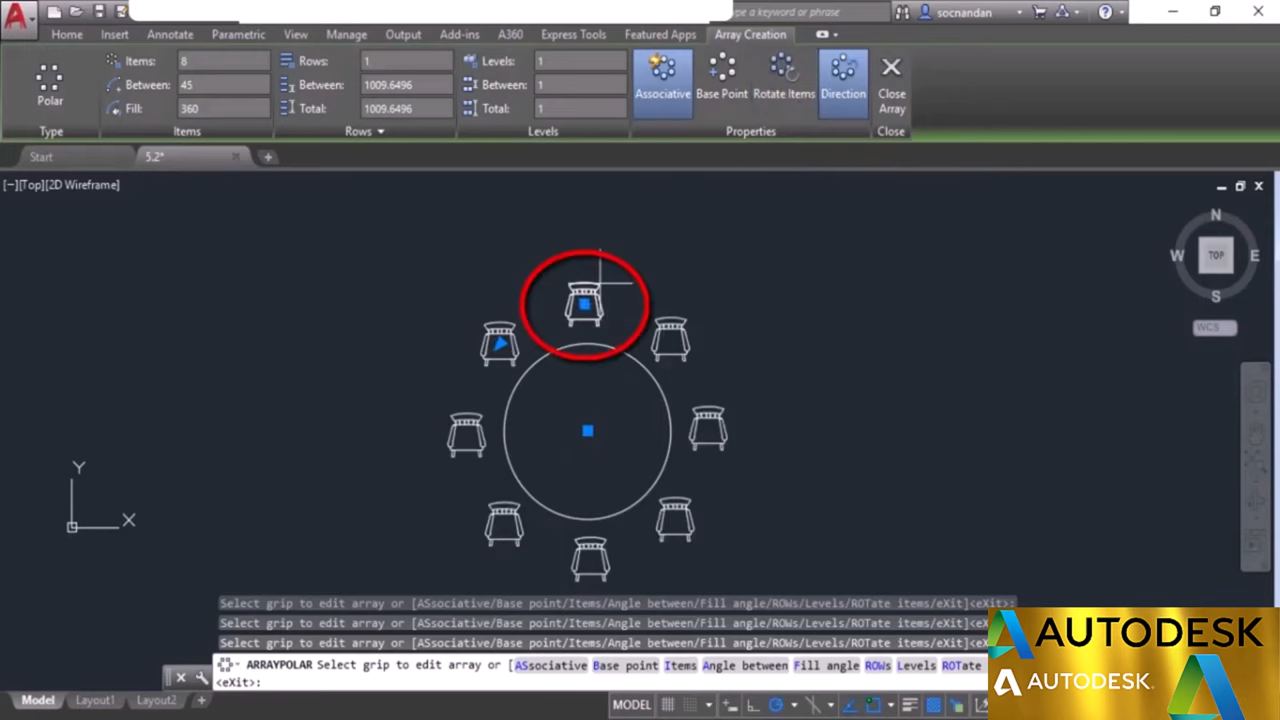 A
pe a keyword or phrase
socnandan
Home Insert Annotate Parametric View Manage Output Add-ins A360 Express Tools Featured Apps Array Creation
Polar
Items: 8
Between: 45
Fill: 360
Rows: 1
Between: 1009.6496
Total: 1009.6496
Levels: 1
Between: 1
Total: 1
Associative Base Point Rotate Items Direction Close Array
Type Items Rows Levels Properties Close
Start 5.2*
[−][Top][2D Wireframe]
N
W TOP E
S
WCS
Y
X
Select grip to edit array or [ASsociative/Base point/Items/Angle between/Fill angle/ROWs/Levels/ROTate items/eXit]<eXit>:
Select grip to edit array or [ASsociative/Base point/Items/Angle between/Fill angle/ROWs/Levels/ROTate items/eXit]<eX
Select grip to edit array or [ASsociative/Base point/Items/Angle between/Fill angle/ROWs/Levels/ROTate items/eXit]<eX
ARRAYPOLAR Select grip to edit array or [ASsociative Base point Items Angle between Fill angle ROWs Levels ROTate
<eXit>:
Model Layout1 Layout2 +
MODEL
AUTODESK
AUTODESK.